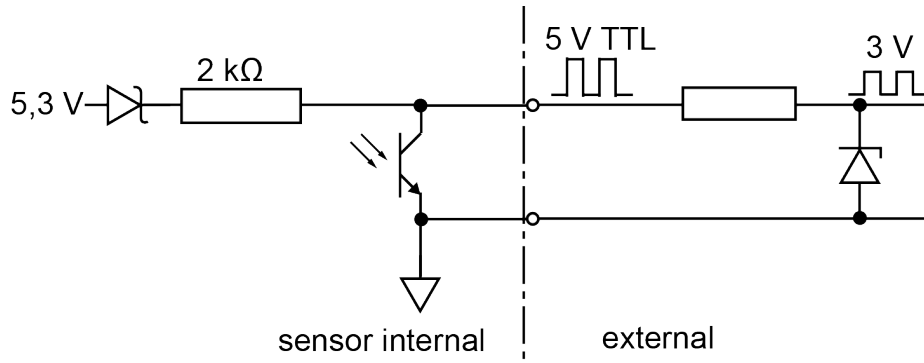 5 V TTL
3 V
2 kΩ
5,3 V
sensor internal
external